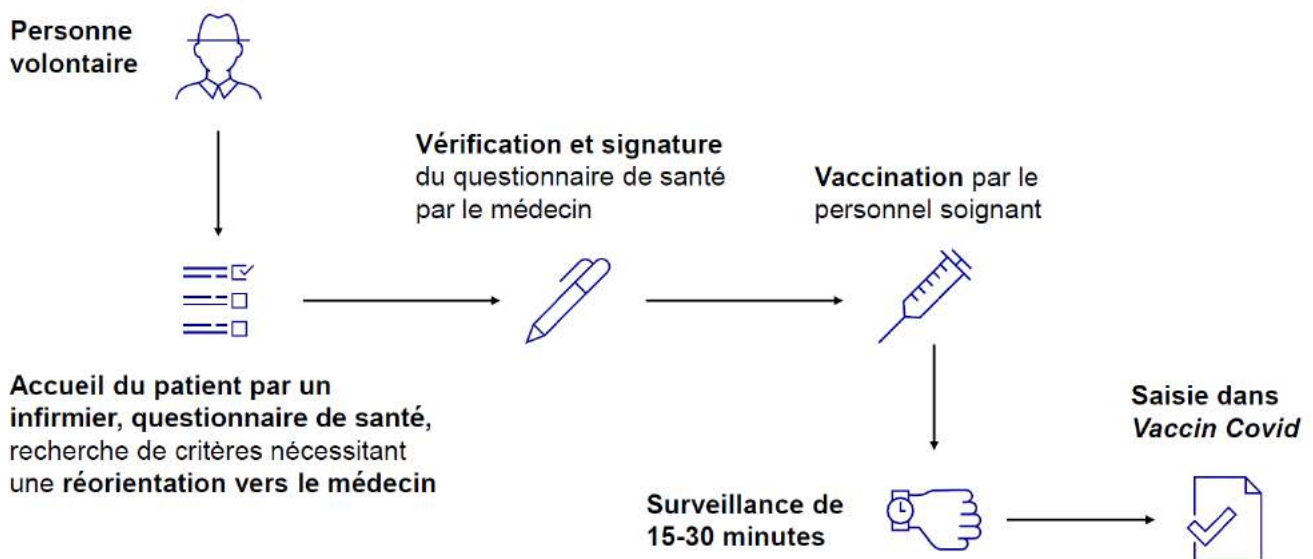 Personne
volontaire
Vérification et signature
du questionnaire de santé
par le médecin
Vaccination par le
personnel soignant
Accueil du patient par un
infirmier, questionnaire de santé,
recherche de critères nécessitant
une réorientation vers le médecin
Saisie dans
Vaccin Covid
Surveillance de
15-30 minutes